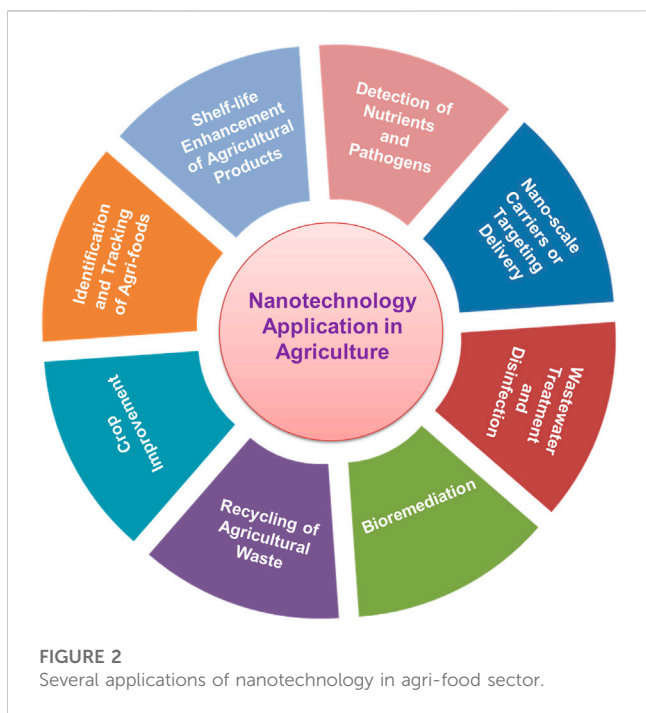 Detection of
Nutrients
and
Pathogens
Nano-scale
Carriers or
Targeting
Delivery
Wastewater
Treatment
and
Disinfection
Bioremediation
Recycling of
Agricultural
Waste
Crop
Improvement
Identification
and Tracking
of Agri-foods
Shelf-life
Enhancement
of Agricultural
Products
Nanotechnology
Application in
Agriculture
FIGURE 2
Several applications of nanotechnology in agri-food sector.